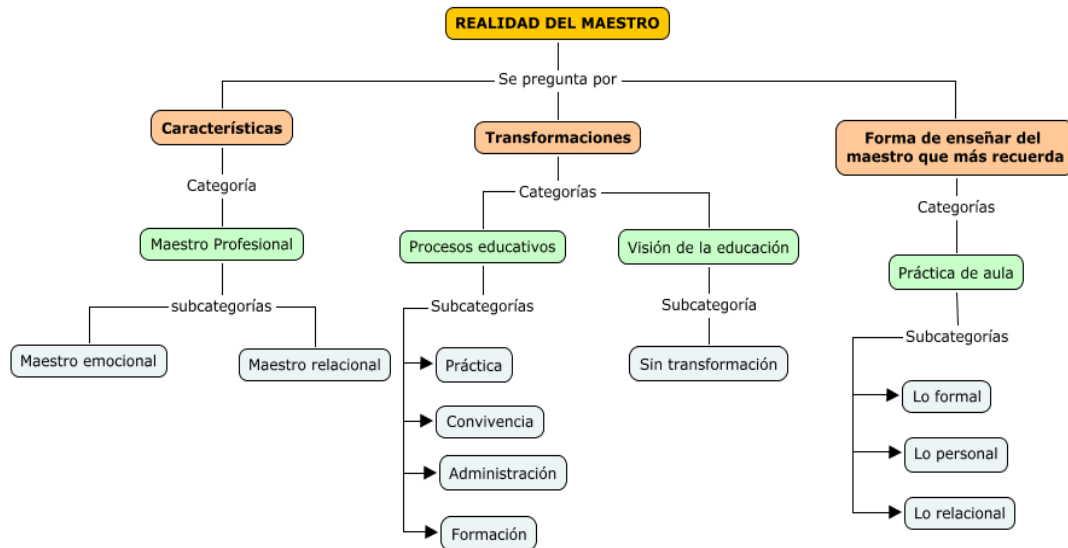 REALIDAD DEL MAESTRO
Se pregunta por
Característícas
Transformaciones
Forma de enseñar del
maestro que más recuerda
Categoría
Categorías
Categorías
Maestro Profesional
Procesos educativos
Visión de la educación
Práctica de aula
subcategorías
Subcategorías
Subcategoría
Subcategorías
Maestro emocional
Maestro relacional
Práctica
Convivencia
Administración
Formación
Sin transformación
Lo formal
Lo personal
Lo relacional